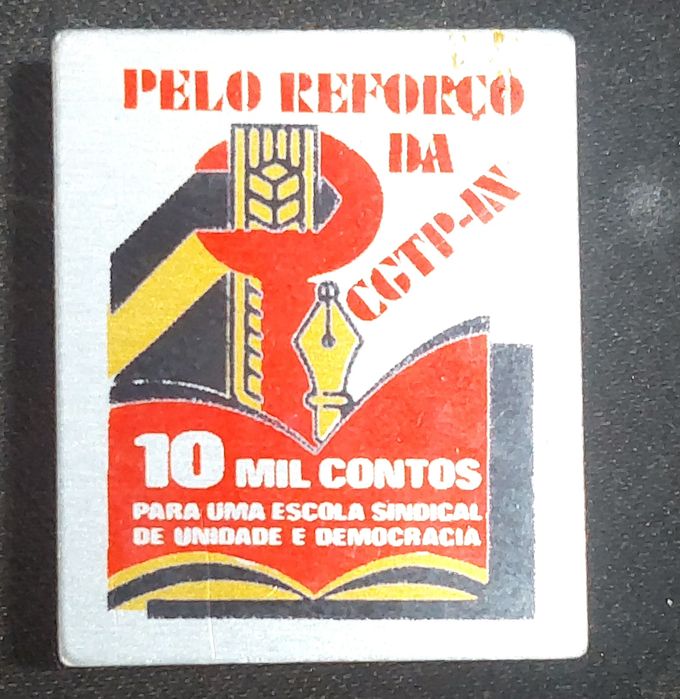 PELO REFORÇO
DA
CGTP-IN
10 MIL CONTOS
PARA UMA ESCOLA SINDICAL
DE UNIDADE E DEMOCRACIA